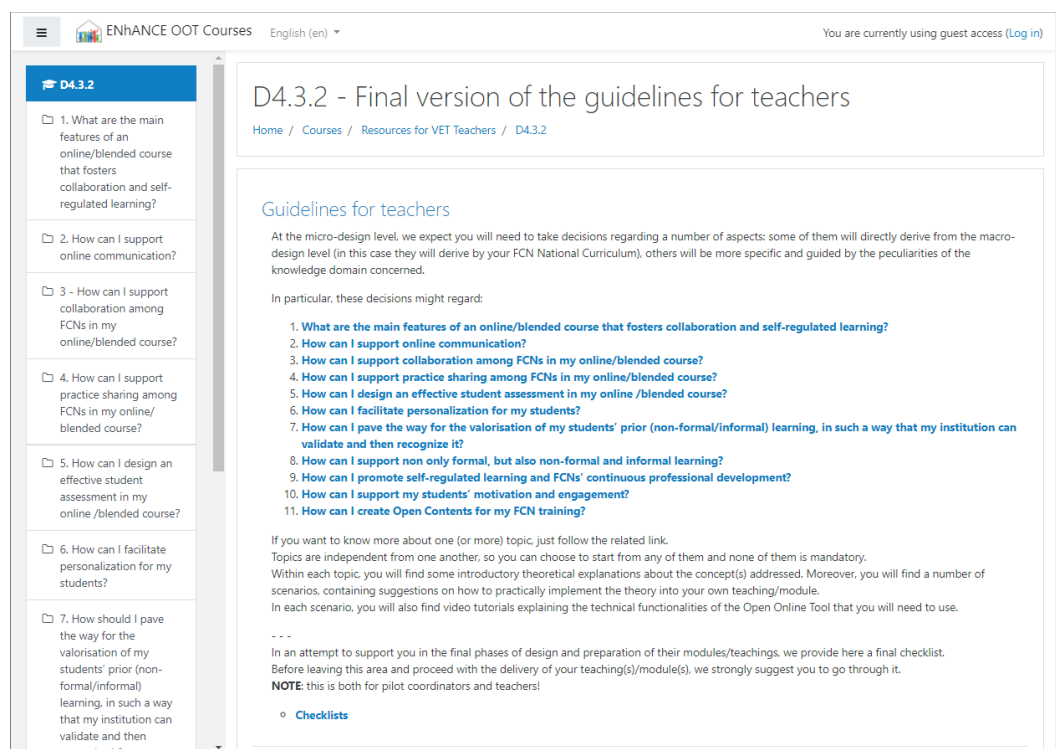 ENhANCE OOT Courses English (en)
You are currently using guest access (Log in)
D4.3.2
1. What are the main
features of an
online/blended course
that fosters
collaboration and self-
regulated learning?
2. How can I support
online communication?
3 - How can I support
collaboration among
FCNs in my
online/blended course?
4. How can I support
practice sharing among
FCNs in my online/
blended course?
5. How can I design an
effective student
assessment in my
online /blended course?
6. How can I facilitate
personalization for my
students?
7. How should I pave
the way for the
valorisation of my
students' prior (non-
formal/informal)
learning, in such a way
that my institution can
validate and then
D4.3.2 - Final version of the guidelines for teachers
Home / Courses / Resources for VET Teachers / D4.3.2
Guidelines for teachers
At the micro-design level, we expect you will need to take decisions regarding a number of aspects: some of them will directly derive from the macro-
design level (in this case they will derive by your FCN National Curriculum), others will be more specific and guided by the peculiarities of the
knowledge domain concerned.
In particular, these decisions might regard:
1. What are the main features of an online/blended course that fosters collaboration and self-regulated learning?
2. How can I support online communication?
3. How can I support collaboration among FCNs in my online/blended course?
4. How can I support practice sharing among FCNs in my online/blended course?
5. How can I design an effective student assessment in my online /blended course?
6. How can I facilitate personalization for my students?
7. How can I pave the way for the valorisation of my students' prior (non-formal/informal) learning, in such a way that my institution can
validate and then recognize it?
8. How can I support non only formal, but also non-formal and informal learning?
9. How can I promote self-regulated learning and FCNs' continuous professional development?
10. How can I support my students' motivation and engagement?
11. How can I create Open Contents for my FCN training?
If you want to know more about one (or more) topic, just follow the related link.
Topics are independent from one another, so you can choose to start from any of them and none of them is mandatory.
Within each topic, you will find some introductory theoretical explanations about the concept(s) addressed. Moreover, you will find a number of
scenarios, containing suggestions on how to practically implement the theory into your own teaching/module.
In each scenario, you will also find video tutorials explaining the technical functionalities of the Open Online Tool that you will need to use.
- - -
In an attempt to support you in the final phases of design and preparation of their modules/teachings, we provide here a final checklist.
Before leaving this area and proceed with the delivery of your teaching(s)/module(s), we strongly suggest you to go through it.
NOTE: this is both for pilot coordinators and teachers!
Checklists